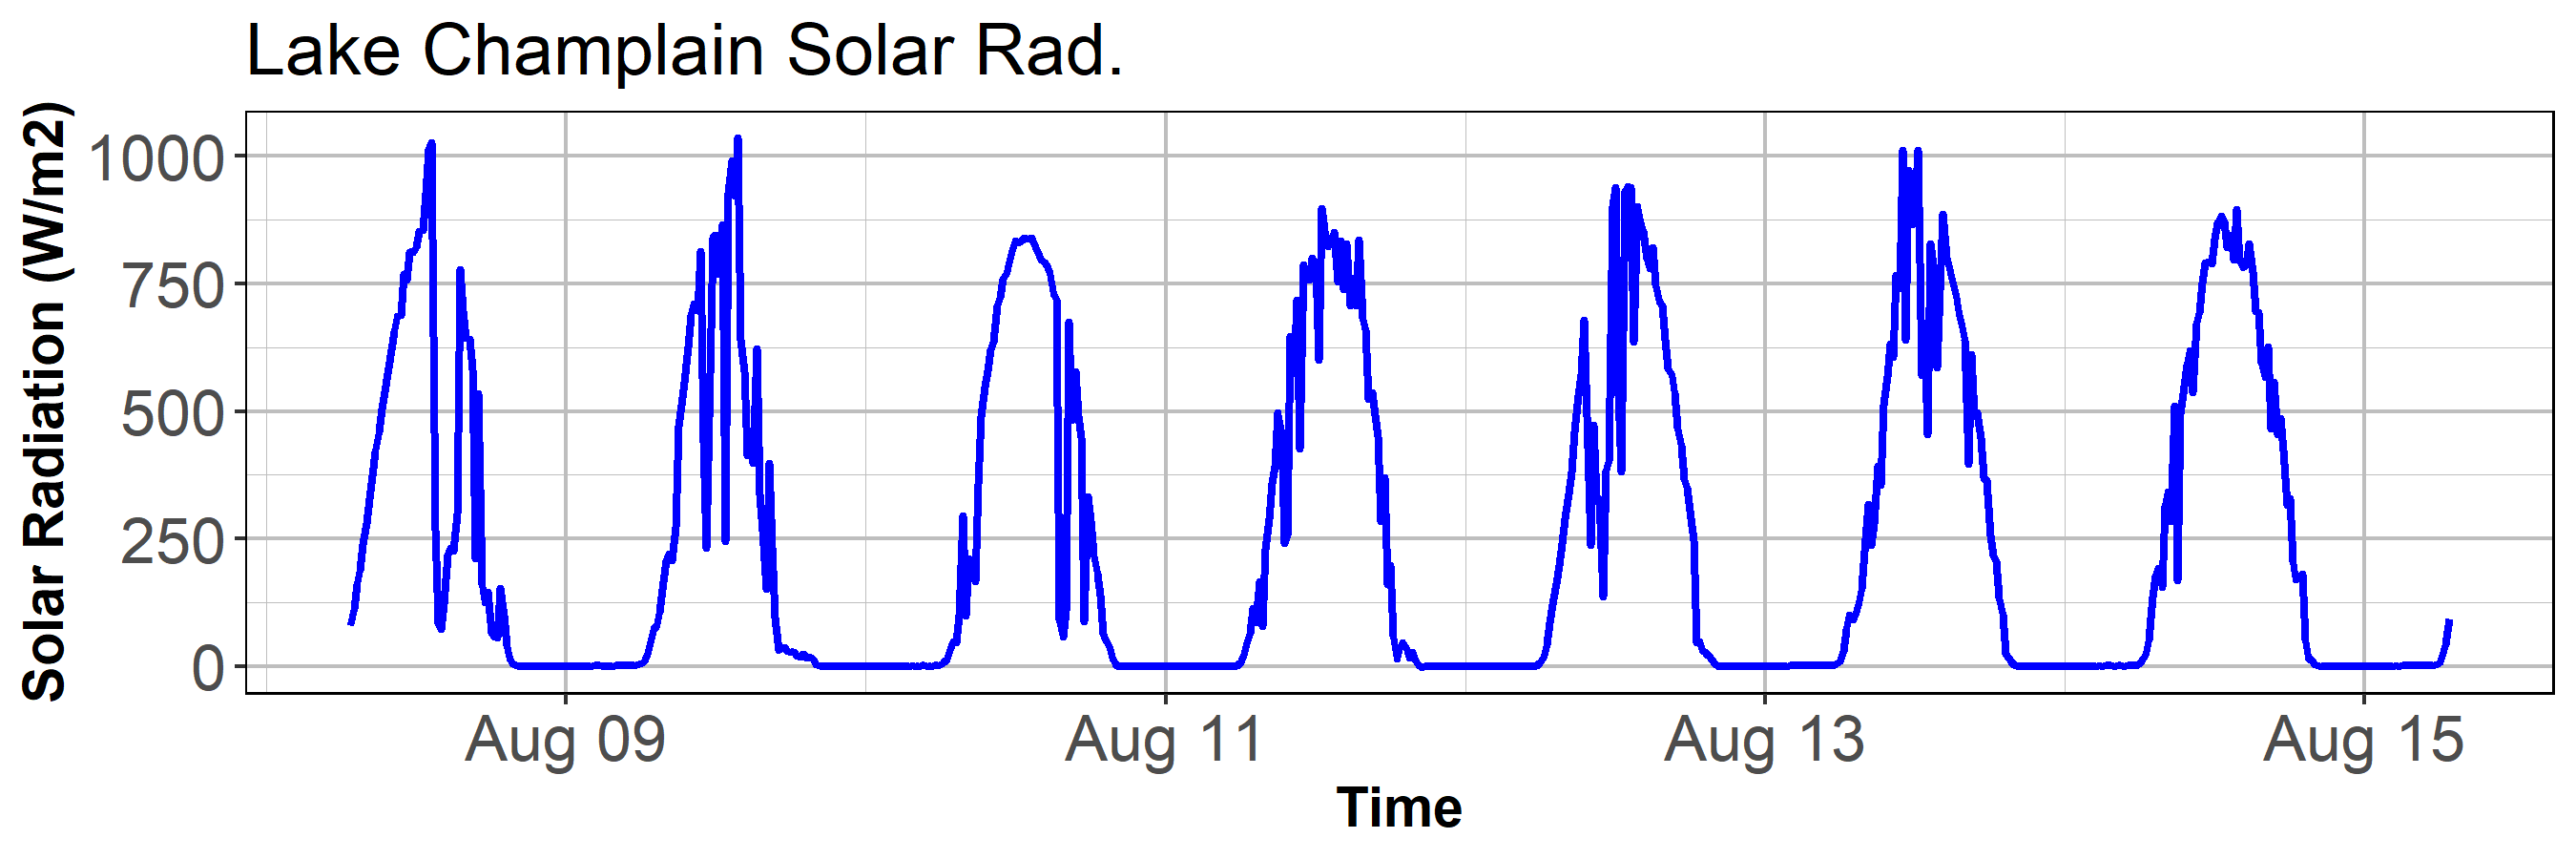 Lake Champlain Solar Rad.
Solar Radiation (W/m2)
1000
750
500
250
0
Aug 09 Aug 11 Aug 13 Aug 15
Time